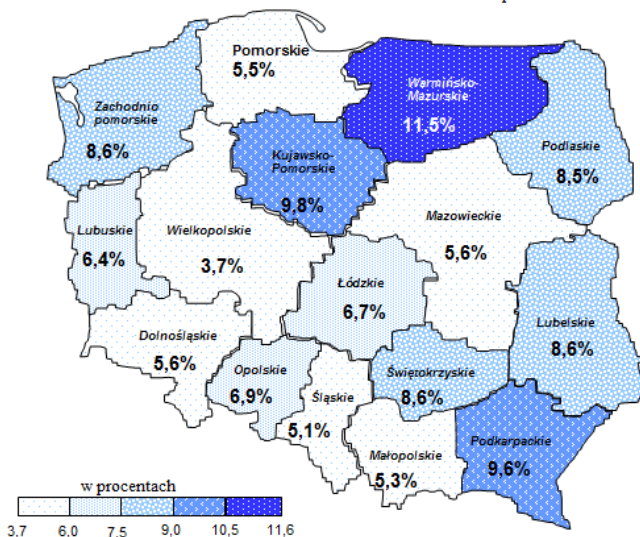 Pomorskie
5,5%
Warmińsko-
Mazurskie
11,5%
Zachodnio
pomorskie
8,6%
Podlaskie
8,5%
Kujawsko-
Pomorskie
9,8%
Mazowieckie
5,6%
Lubuskie
6,4%
Wielkopolskie
3,7%
Łódzkie
6,7%
Lubelskie
8,6%
Dolnośląskie
5,6%
Opolskie
6,9%
Śląskie
5,1%
Świętokrzyskie
8,6%
Małopolskie
5,3%
Podkarpackie
9,6%
w procentach
3.7 6.0 7.5 9,0 10,5 11,6